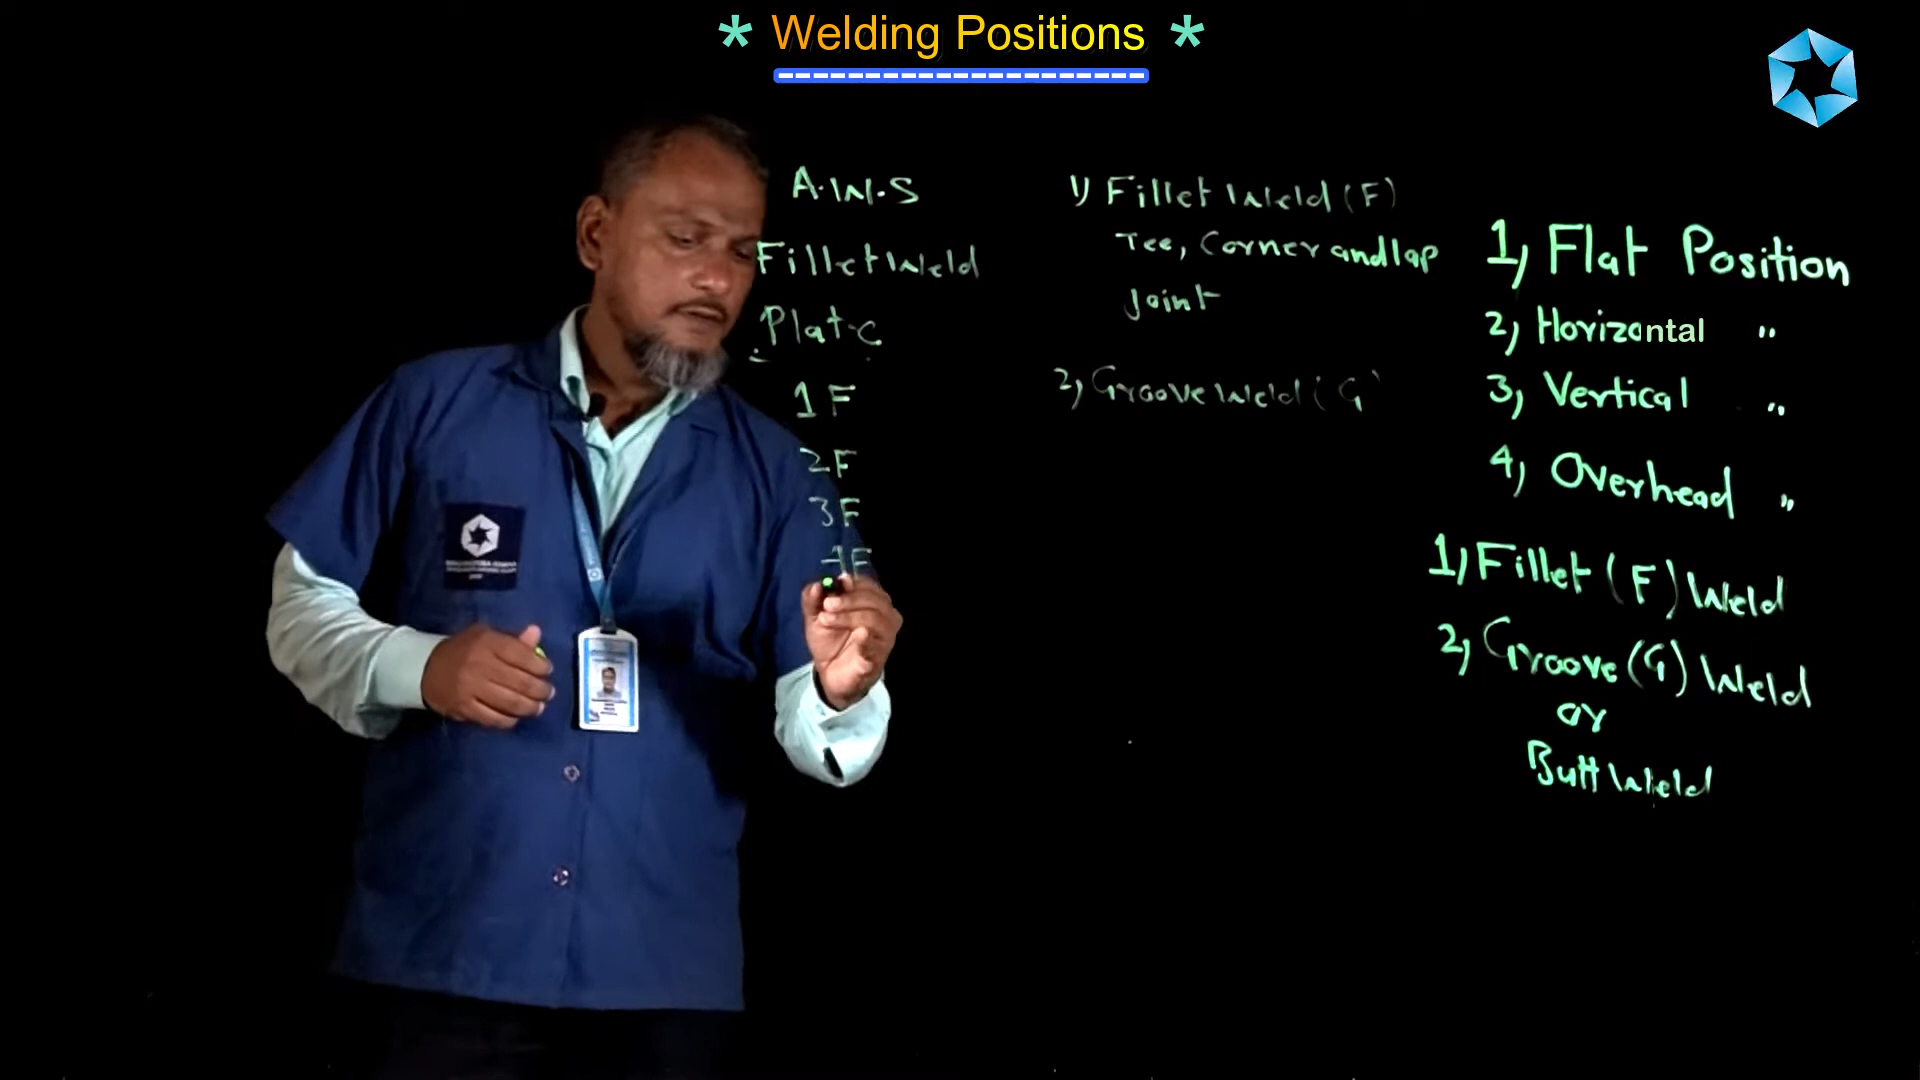 * Welding Positions *
A.W.S
Fillet Weld
Plate
1F
2F
3F
4F
1) Fillet Weld (F)
Tee, Corner and lap
Joint
2) Groove Weld (G)
1) Flat Position
2) Horizontal "
3) Vertical "
4) Overhead "
1) Fillet (F) Weld
2) Groove (G) Weld
or
Butt Weld